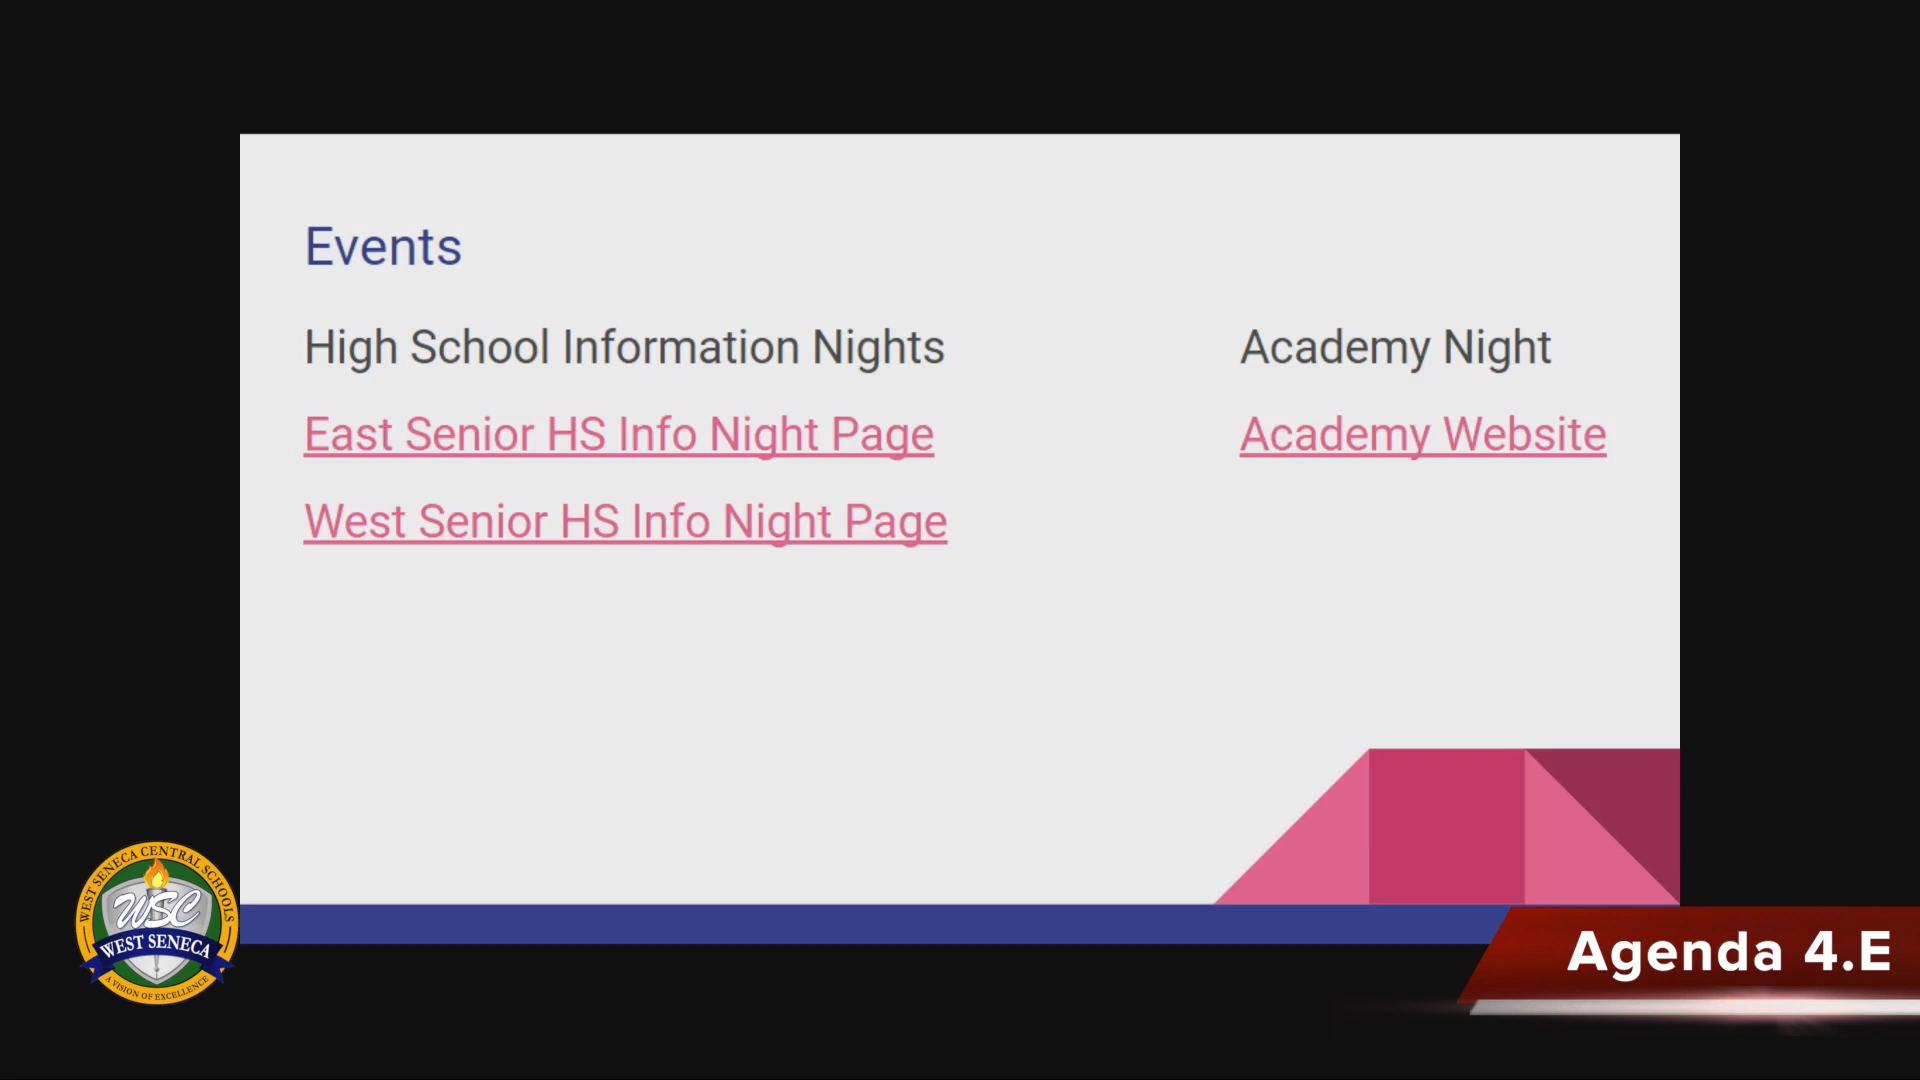 Events
High School Information Nights
East Senior HS Info Night Page
West Senior HS Info Night Page
Academy Night
Academy Website
WEST SENECA CENTRAL SCHOOLS
WSC
WEST SENECA
A VISION OF EXCELLENCE
Agenda 4.E